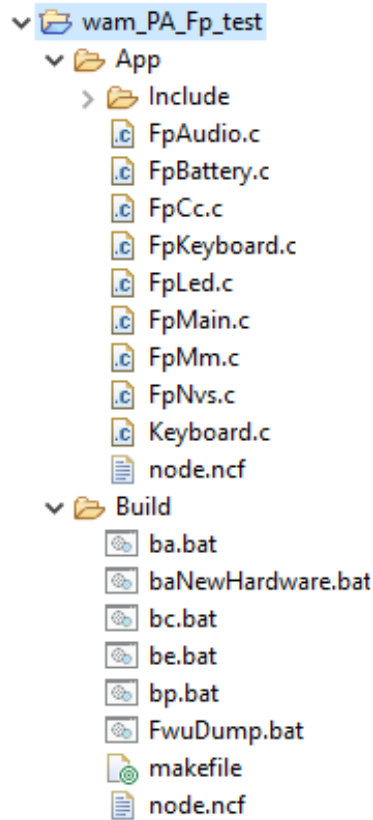 wam_PA_Fp_test
App
Include
.c FpAudio.c
.c FpBattery.c
.c FpCc.c
.c FpKeyboard.c
.c FpLed.c
.c FpMain.c
.c FpMm.c
.c FpNvs.c
.c Keyboard.c
node.ncf
Build
ba.bat
baNewHardware.bat
bc.bat
be.bat
bp.bat
FwuDump.bat
makefile
node.ncf